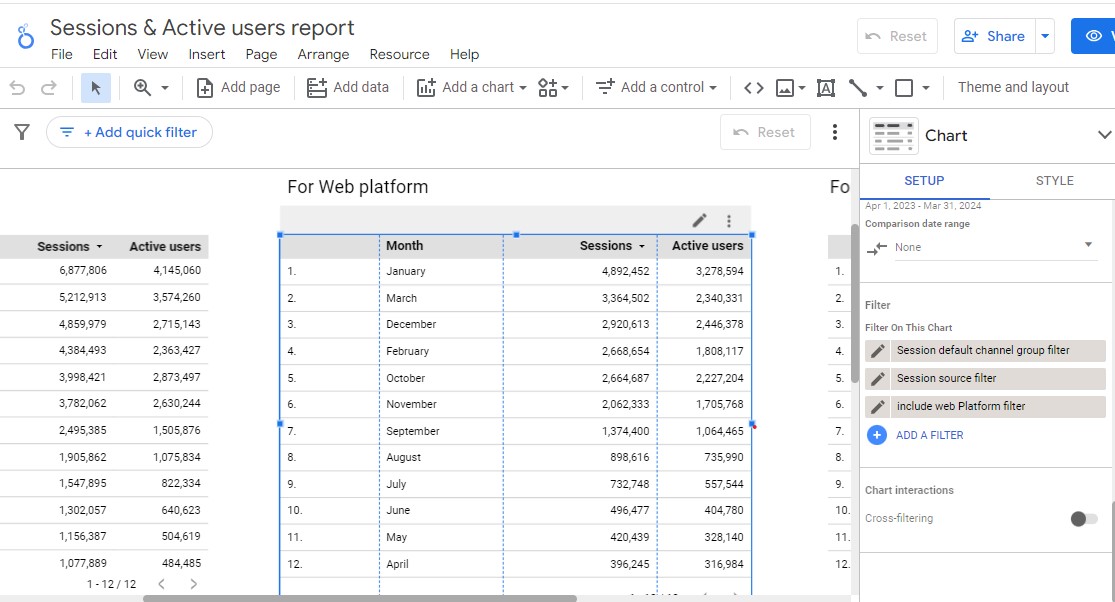 Sessions & Active users report
File Edit View Insert Page Arrange Resource Help
Reset Share
Add page Add data Add a chart Add a control Theme and layout
+ Add quick filter Reset
Chart
SETUP STYLE
Sessions Active users
6,877,806 4,145,060
5,212,913 3,574,260
4,859,979 2,715,143
4,384,493 2,363,427
3,998,421 2,873,497
3,782,062 2,630,244
2,495,385 1,505,876
1,905,862 1,075,834
1,547,895 822,334
1,302,057 640,623
1,156,387 504,619
1,077,889 484,485
1 - 12 / 12
For Web platform
Month Sessions Active users
1. January 4,892,452 3,278,594
2. March 3,364,502 2,340,331
3. December 2,920,613 2,446,378
4. February 2,668,654 1,808,117
5. October 2,664,687 2,227,204
6. November 2,062,333 1,705,768
7. September 1,374,400 1,064,465
8. August 898,616 735,990
9. July 732,748 557,544
10. June 496,477 404,780
11. May 420,439 328,140
12. April 396,245 316,984
Fo
1.
2.
3.
4.
5.
6.
7.
8.
9.
10.
11.
12.
Apr 1, 2023 - Mar 31, 2024
Comparison date range
None
Filter
Filter On This Chart
Session default channel group filter
Session source filter
include web Platform filter
ADD A FILTER
Chart interactions
Cross-filtering